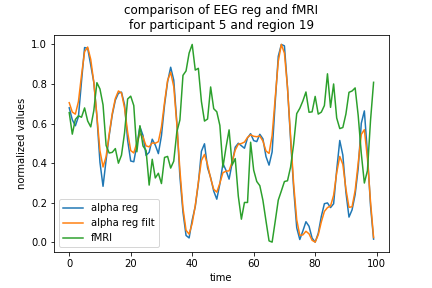 comparison of EEG reg and fMRI
for participant 5 and region 19
normalized values
1.0
0.8
0.6
0.4
0.2
0.0
alpha reg
alpha reg filt
fMRI
0 20 40 60 80 100
time